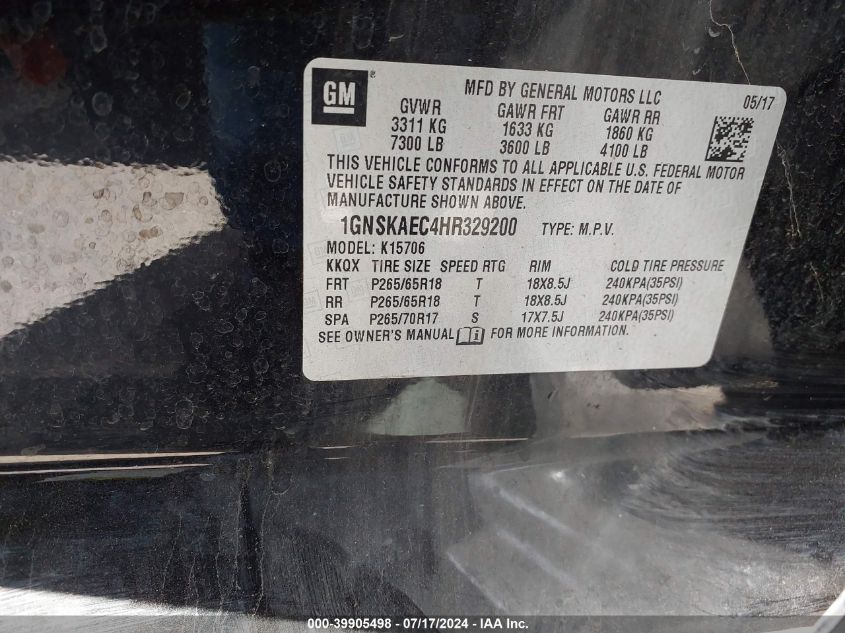 GM ®
MFD BY GENERAL MOTORS LLC 05/17
GVWR GAWR FRT GAWR RR
3311 KG 1633 KG 1860 KG
7300 LB 3600 LB 4100 LB
THIS VEHICLE CONFORMS TO ALL APPLICABLE U.S. FEDERAL MOTOR
VEHICLE SAFETY STANDARDS IN EFFECT ON THE DATE OF
MANUFACTURE SHOWN ABOVE.
1GNSKAEC4HR329200 TYPE: M.P.V.
MODEL: K15706
KKQX TIRE SIZE SPEED RTG RIM COLD TIRE PRESSURE
FRT P265/65R18 T 18X8.5J 240KPA(35PSI)
RR P265/65R18 T 18X8.5J 240KPA(35PSI)
SPA P265/70R17 S 17X7.5J 240KPA(35PSI)
SEE OWNER'S MANUAL FOR MORE INFORMATION.
000-39905498 - 07/17/2024 - IAA Inc.